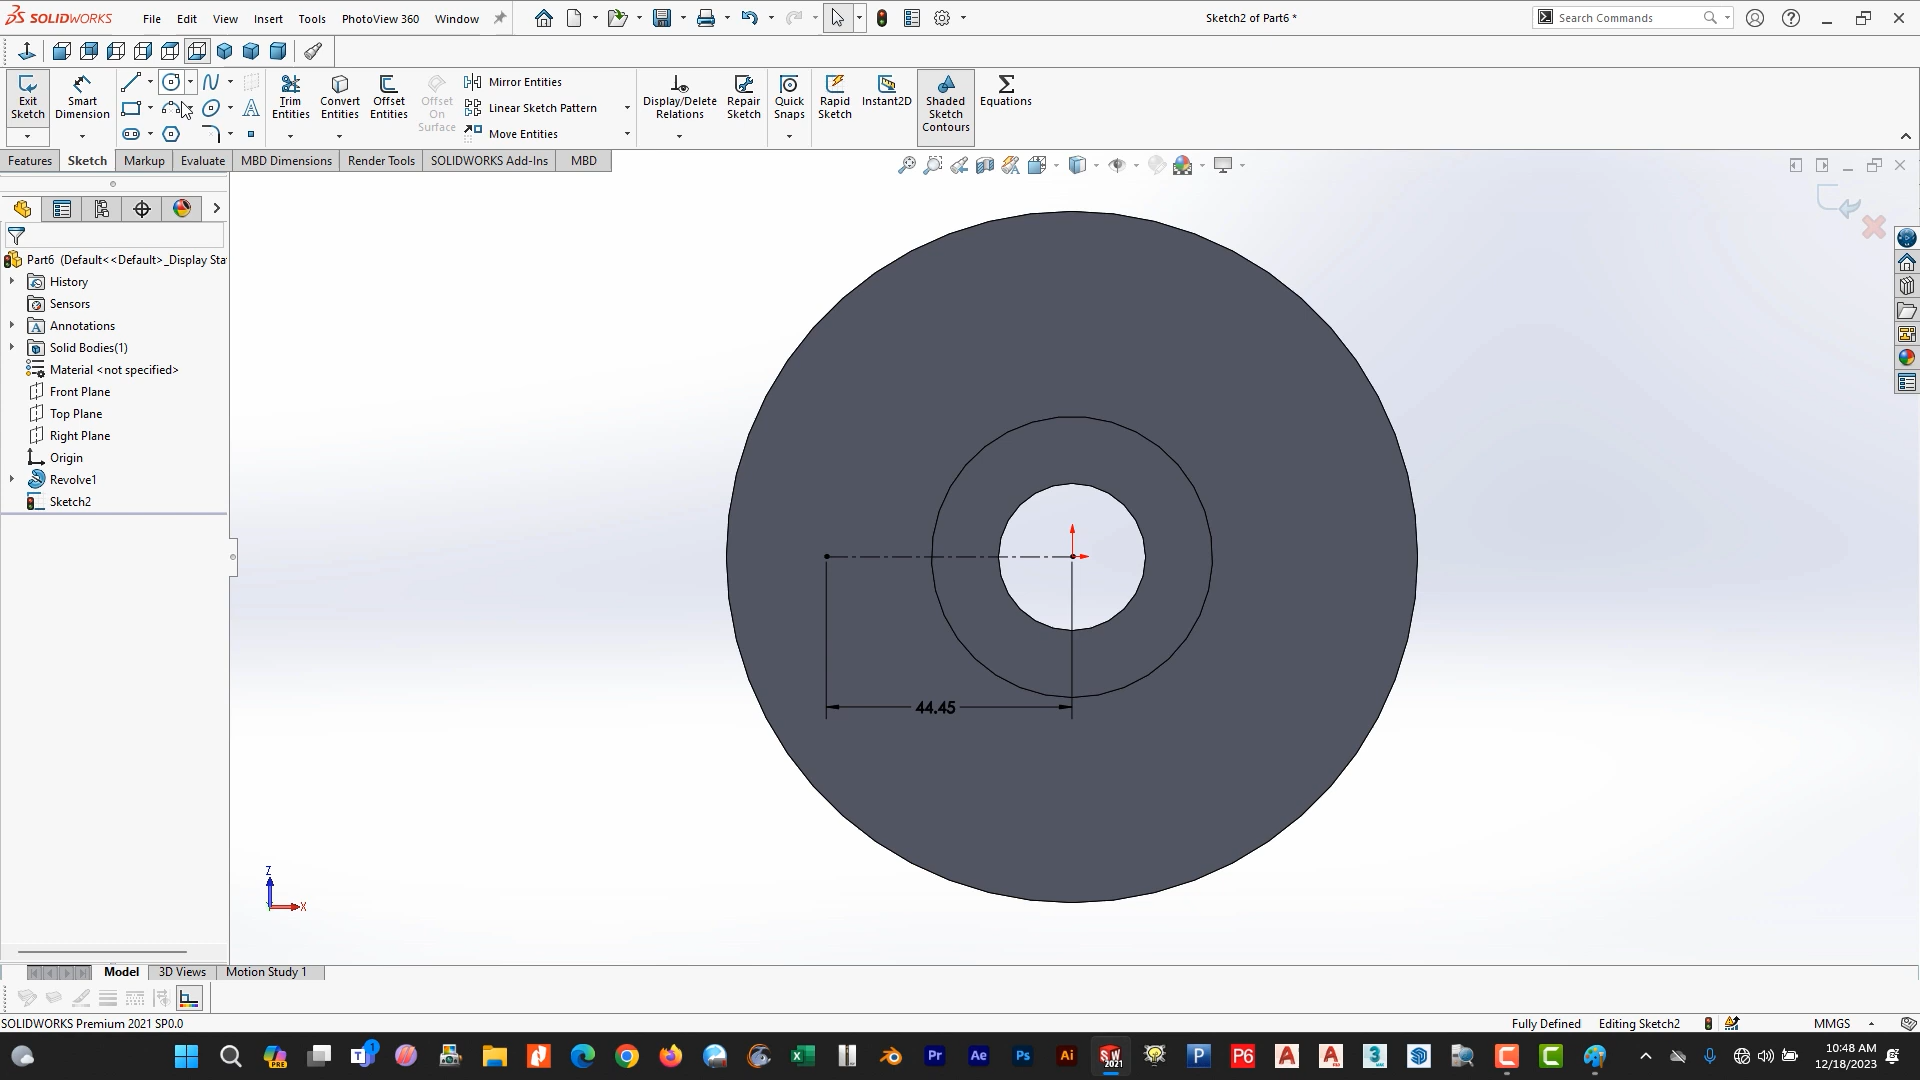 SOLIDWORKS File Edit View Insert Tools PhotoView 360 Window
Sketch2 of Part6 *
Search Commands
Exit Sketch
Smart Dimension
Trim Entities
Convert Entities
Offset Entities
Offset On Surface
Mirror Entities
Linear Sketch Pattern
Move Entities
Display/Delete Relations
Repair Sketch
Quick Snaps
Rapid Sketch
Instant2D
Shaded Sketch Contours
Equations
Features Sketch Markup Evaluate MBD Dimensions Render Tools SOLIDWORKS Add-Ins MBD
Part6 (Default<<Default>_Display Sta
History
Sensors
Annotations
Solid Bodies(1)
Material <not specified>
Front Plane
Top Plane
Right Plane
Origin
Revolve1
Sketch2
44.45
Z
X
Model 3D Views Motion Study 1
SOLIDWORKS Premium 2021 SP0.0
Fully Defined Editing Sketch2 MMGS
10:48 AM
12/18/2023